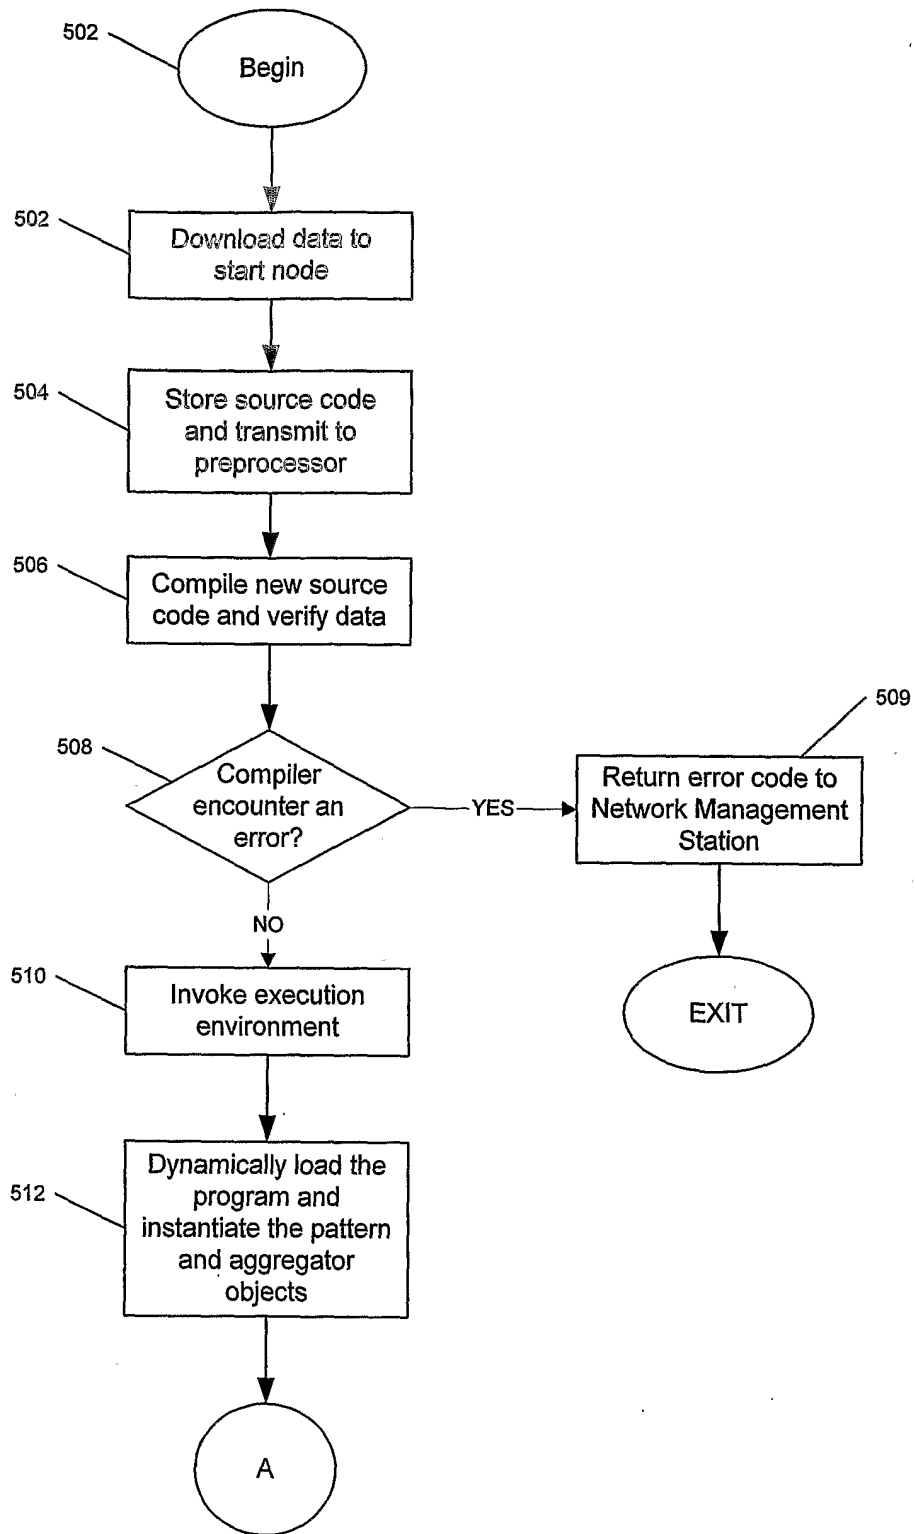 502
Begin
502
Download data to
start node
504
Store source code
and transmit to
preprocessor
506
Compile new source
code and verify data
508
Compiler
encounter an
error?
YES
509
Return error code to
Network Management
Station
EXIT
NO
510
Invoke execution
environment
512
Dynamically load the
program and
instantiate the pattern
and aggregator
objects
A